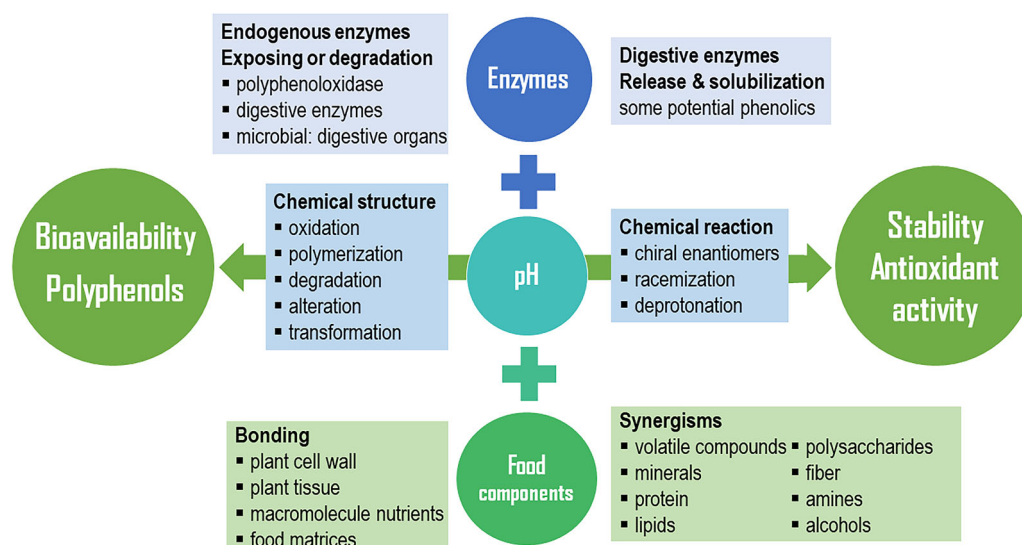 Endogenous enzymes
Exposing or degradation
▪ polyphenoloxidase
▪ digestive enzymes
▪ microbial: digestive organs
Enzymes
Digestive enzymes
Release & solubilization
some potential phenolics
Bioavailability
Polyphenols
Chemical structure
▪ oxidation
▪ polymerization
▪ degradation
▪ alteration
▪ transformation
pH
Chemical reaction
▪ chiral enantiomers
▪ racemization
▪ deprotonation
Stability
Antioxidant
activity
Bonding
▪ plant cell wall
▪ plant tissue
▪ macromolecule nutrients
▪ food matrices
Food
components
Synergisms
▪ volatile compounds ▪ polysaccharides
▪ minerals ▪ fiber
▪ protein ▪ amines
▪ lipids ▪ alcohols